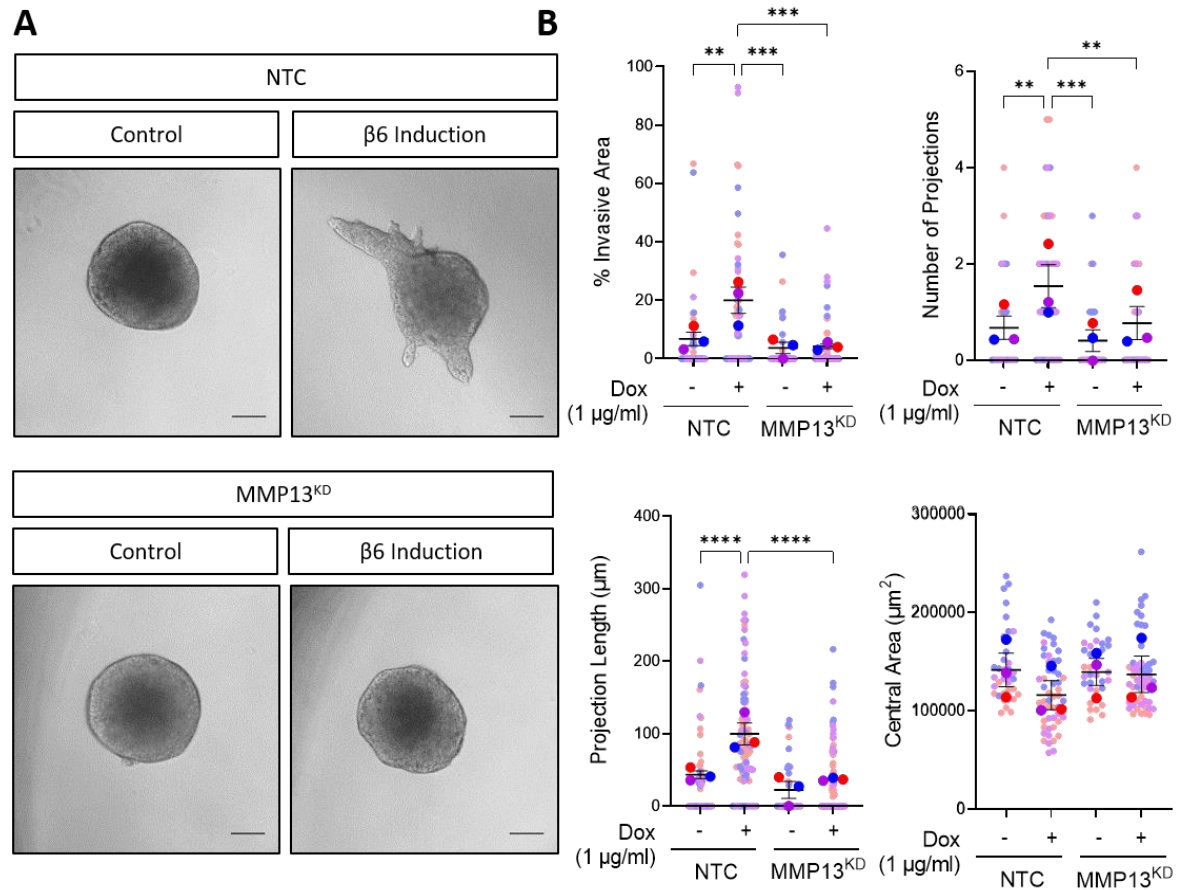 A
NTC
Control
β6 Induction
MMP13KD
Control
β6 Induction
B
% Invasive Area
100
80
60
40
20
0
**
***
***
Dox
(1 µg/ml)
- + - +
NTC MMP13KD
Number of Projections
6
4
2
0
**
***
**
Dox
(1 µg/ml)
- + - +
NTC MMP13KD
Projection Length (µm)
400
300
200
100
0
****
****
Dox
(1 µg/ml)
- + - +
NTC MMP13KD
Central Area (µm2)
300000
200000
100000
0
Dox
(1 µg/ml)
- + - +
NTC MMP13KD